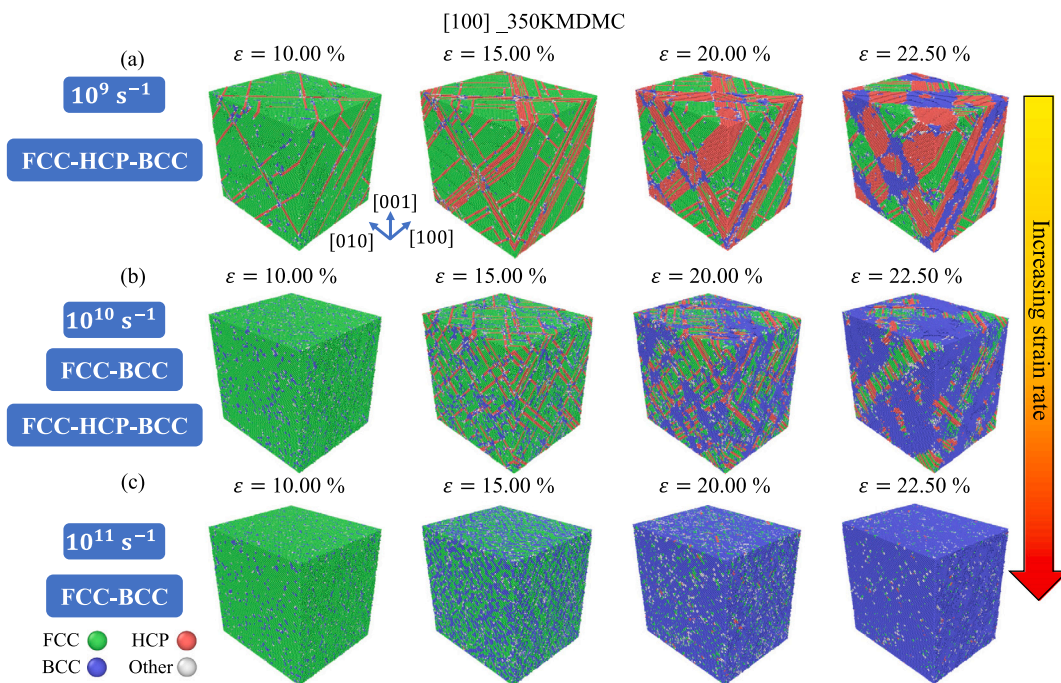 [100] _350KMDMC
(a)
ε = 10.00 %
ε = 15.00 %
ε = 20.00 %
ε = 22.50 %
10⁹ s⁻¹
FCC-HCP-BCC
[001]
[010]
[100]
(b)
ε = 10.00 %
ε = 15.00 %
ε = 20.00 %
ε = 22.50 %
10¹⁰ s⁻¹
FCC-BCC
FCC-HCP-BCC
Increasing strain rate
(c)
ε = 10.00 %
ε = 15.00 %
ε = 20.00 %
ε = 22.50 %
10¹¹ s⁻¹
FCC-BCC
FCC
HCP
BCC
Other